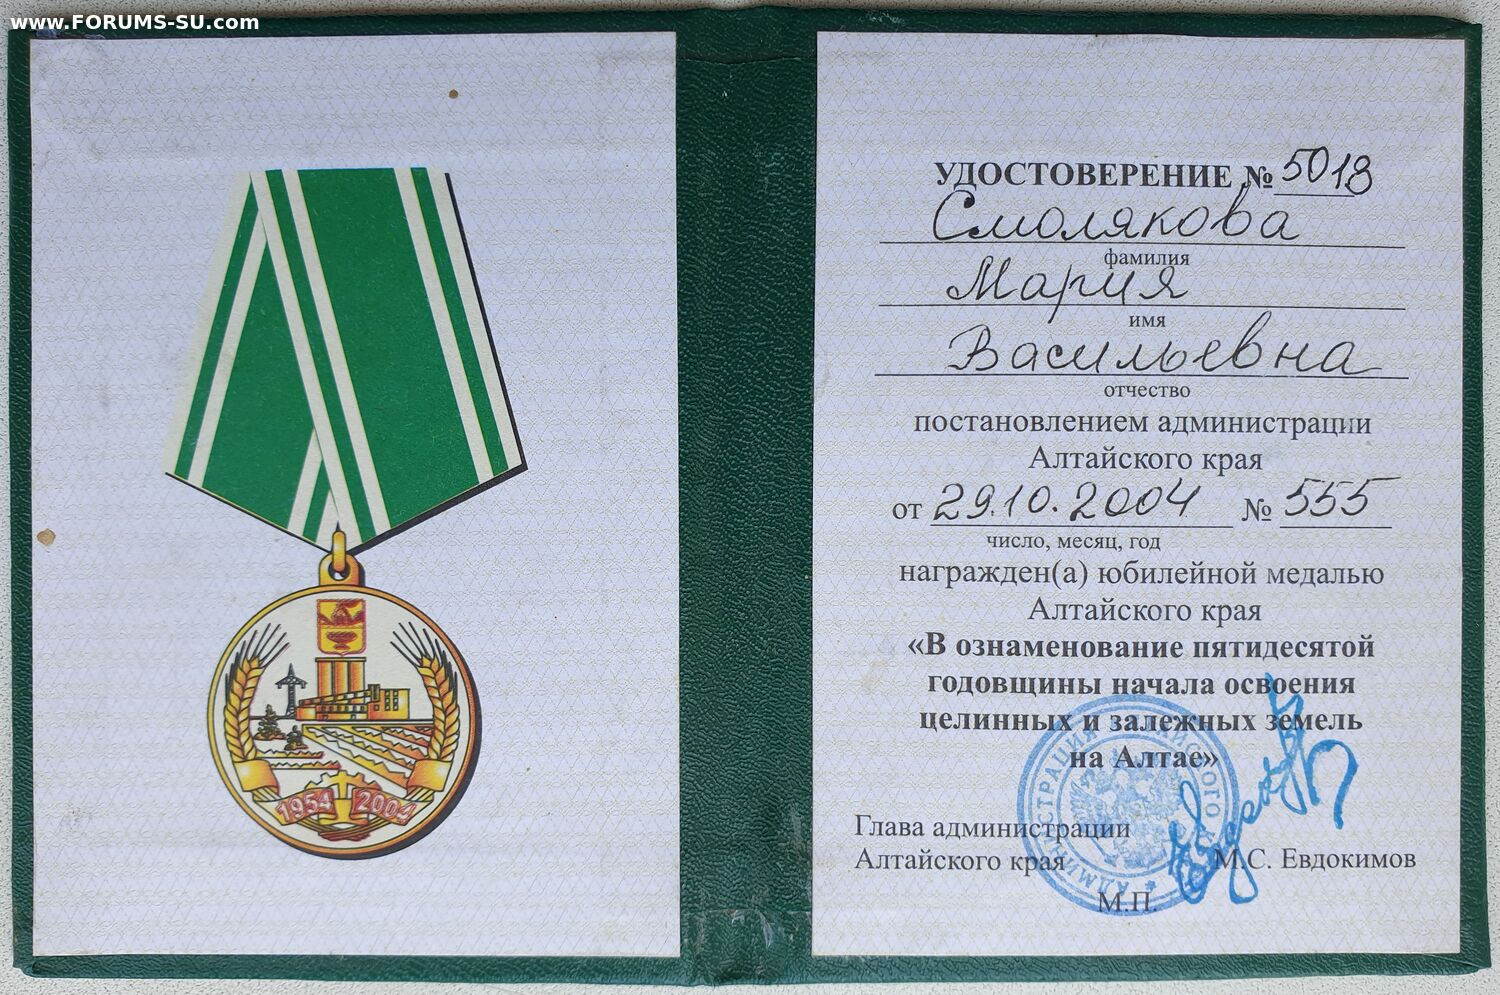 www.FORUMS-SU.com
1954 2004
УДОСТОВЕРЕНИЕ № 5018
Смолякова
фамилия
Мария
имя
Васильевна
отчество
постановлением администрации
Алтайского края
от 29.10.2004 № 555
число, месяц, год
награжден(а) юбилейной медалью
Алтайского края
«В ознаменование пятидесятой
годовщины начала освоения
целинных и залежных земель
на Алтае»
Глава администрации
Алтайского края М.С. Евдокимов
М.П.